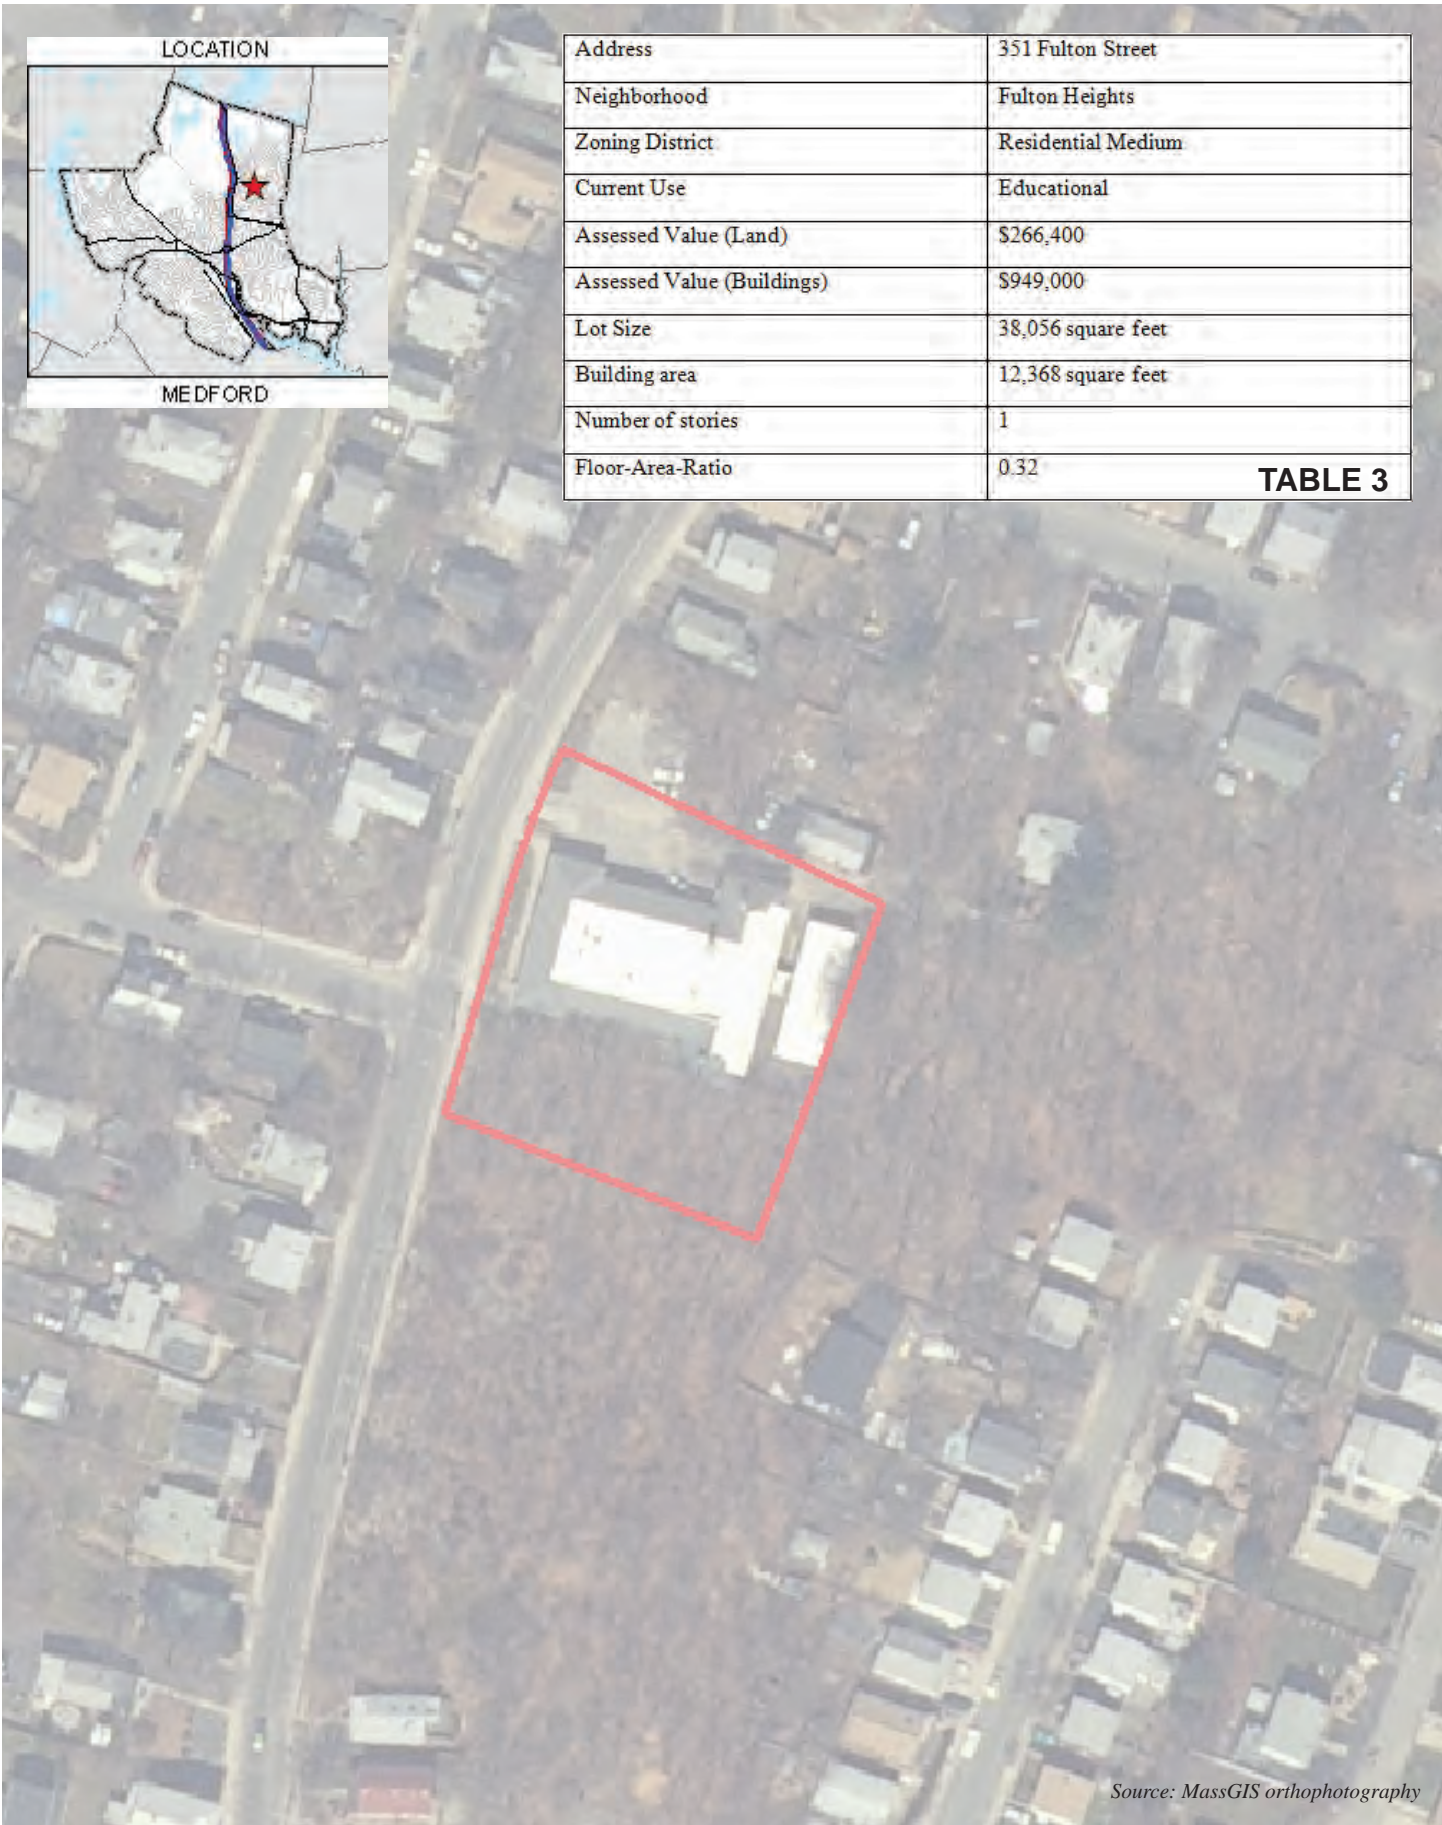 LOCATION
MEDFORD
Address 351 Fulton Street
Neighborhood Fulton Heights
Zoning District Residential Medium
Current Use Educational
Assessed Value (Land) $266,400
Assessed Value (Buildings) $949,000
Lot Size 38,056 square feet
Building area 12,368 square feet
Number of stories 1
Floor-Area-Ratio 0.32
TABLE 3
Source: MassGIS orthophotography